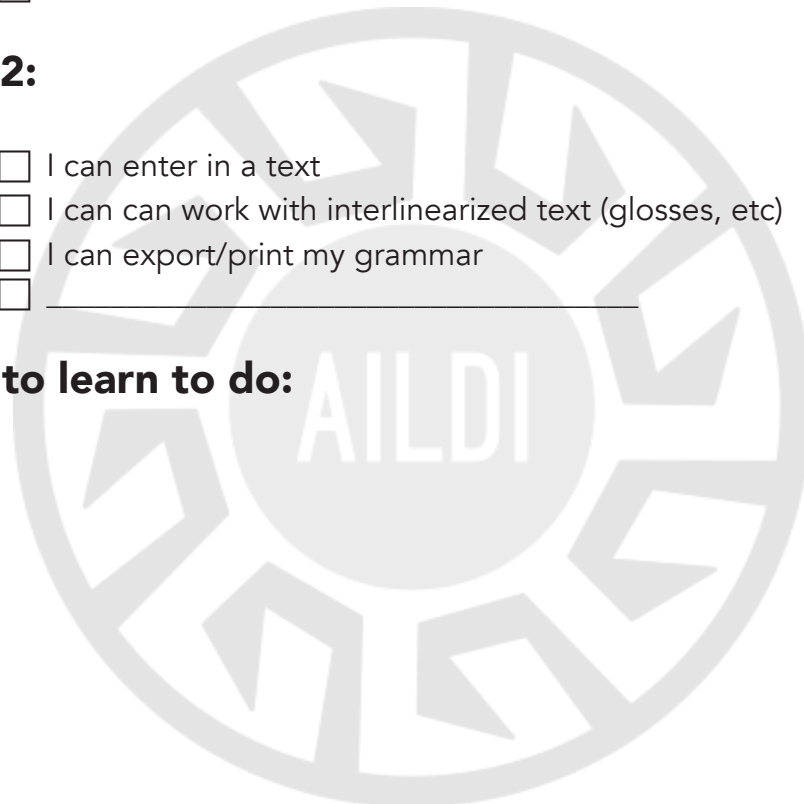 2:
I can enter in a text
I can can work with interlinearized text (glosses, etc)
I can export/print my grammar
to learn to do:
AILDI